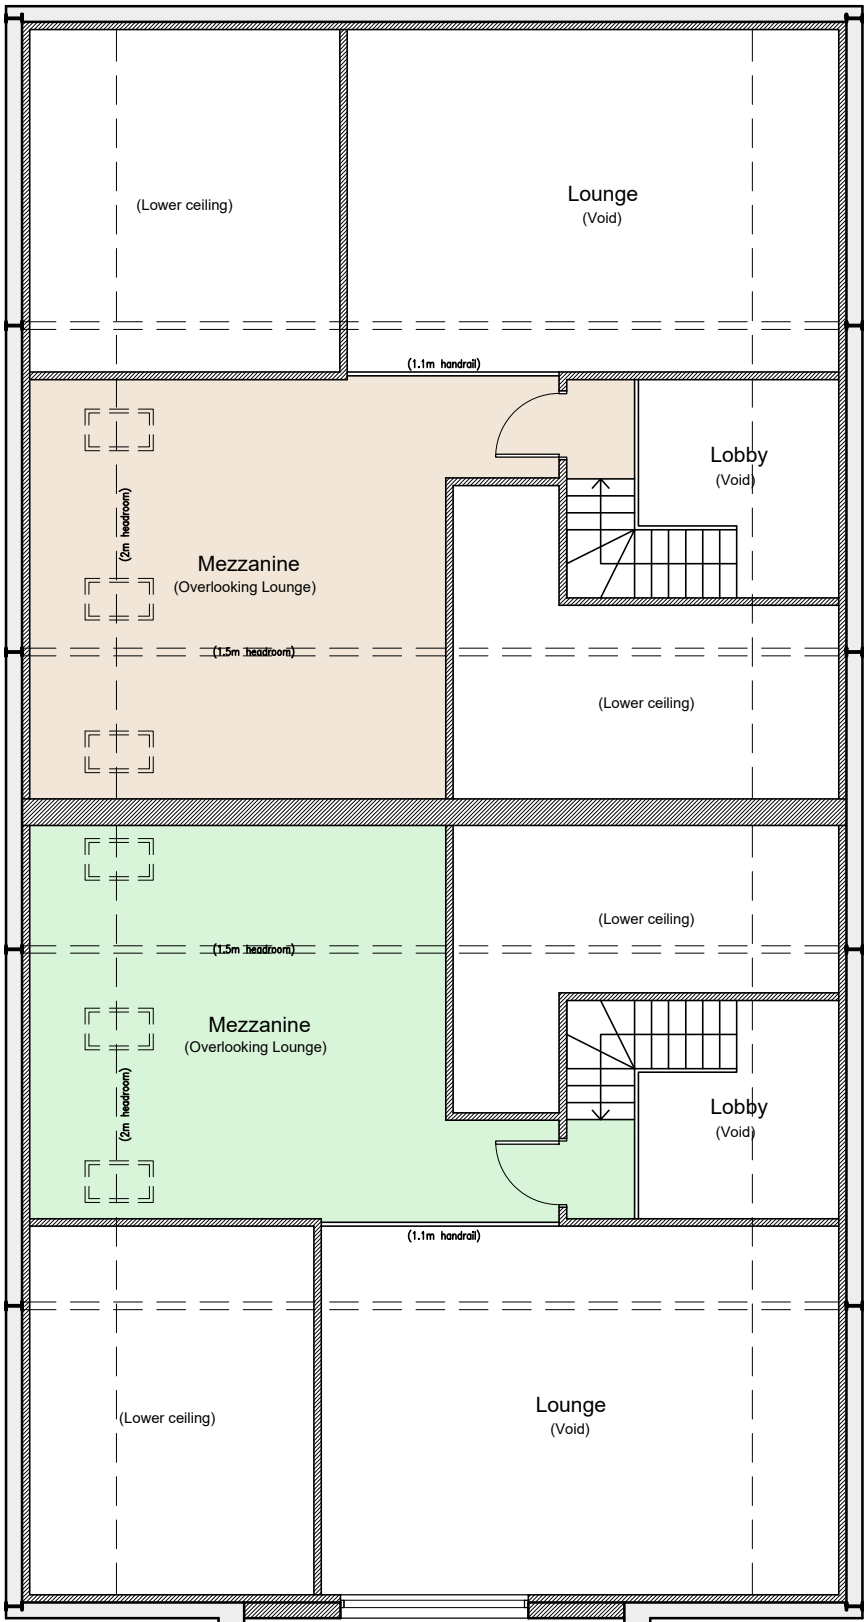 (Lower ceiling)
Lounge
(Void)
(1.1m handrail)
Lobby
(Void)
(2m headroom)
Mezzanine
(Overlooking Lounge)
(1.5m headroom)
(Lower ceiling)
(Lower ceiling)
(1.5m headroom)
Mezzanine
(Overlooking Lounge)
(2m headroom)
Lobby
(Void)
(1.1m handrail)
Lounge
(Void)
(Lower ceiling)